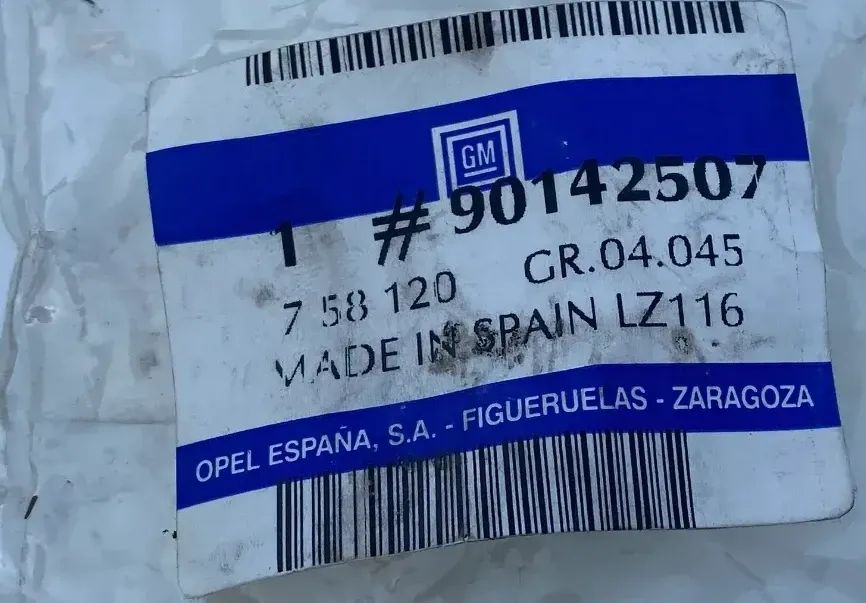 GM
1 #90142507
7 58 120 GR.04.045
MADE IN SPAIN LZ116
OPEL ESPAÑA, S.A. - FIGUERUELAS - ZARAGOZA